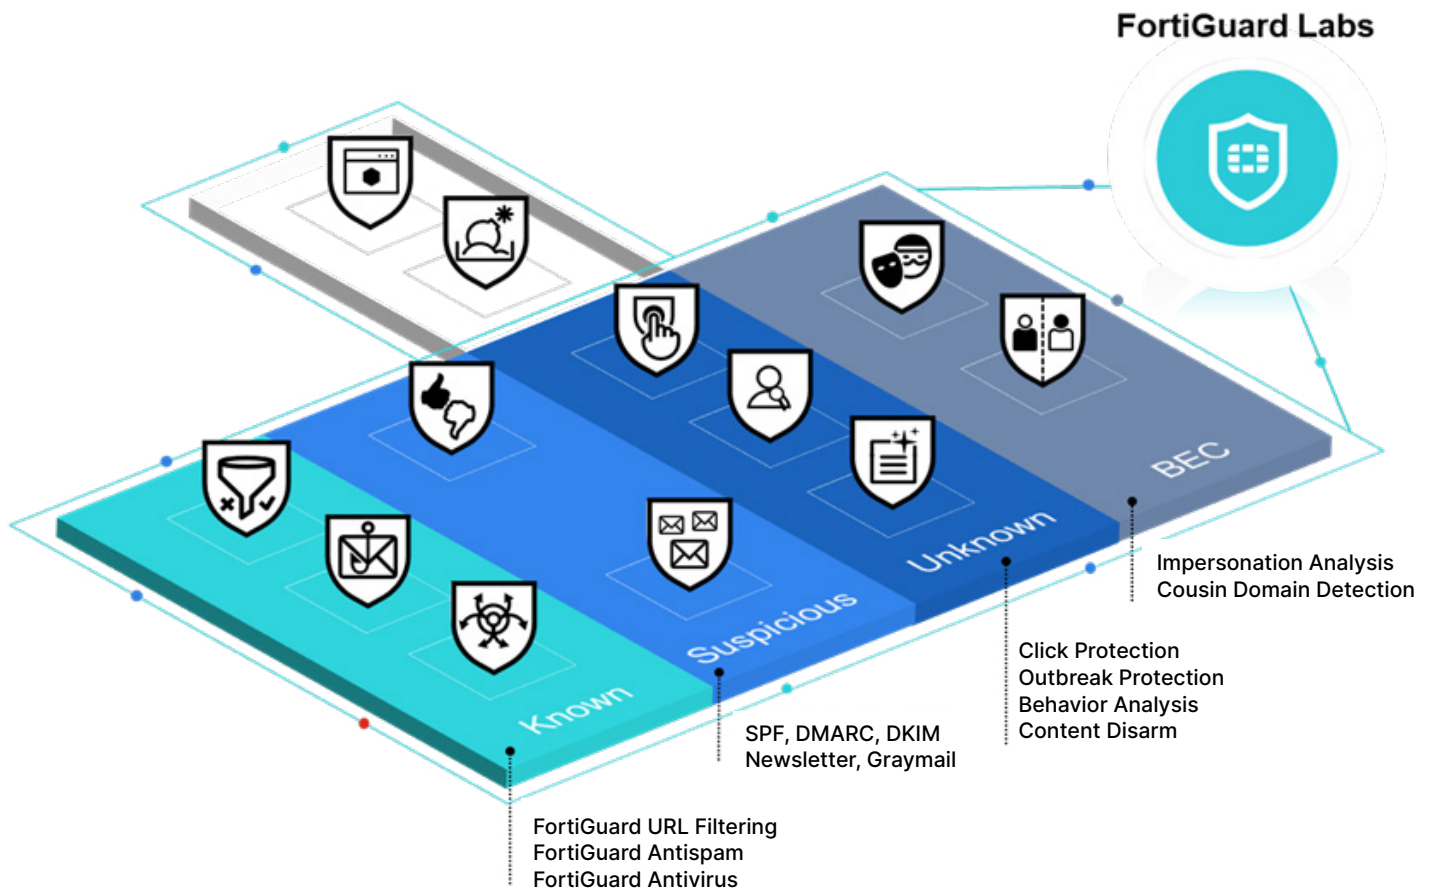 FortiGuard Labs
BEC
Unknown
Suspicious
Known
Impersonation Analysis
Cousin Domain Detection
Click Protection
Outbreak Protection
Behavior Analysis
Content Disarm
SPF, DMARC, DKIM
Newsletter, Graymail
FortiGuard URL Filtering
FortiGuard Antispam
FortiGuard Antivirus